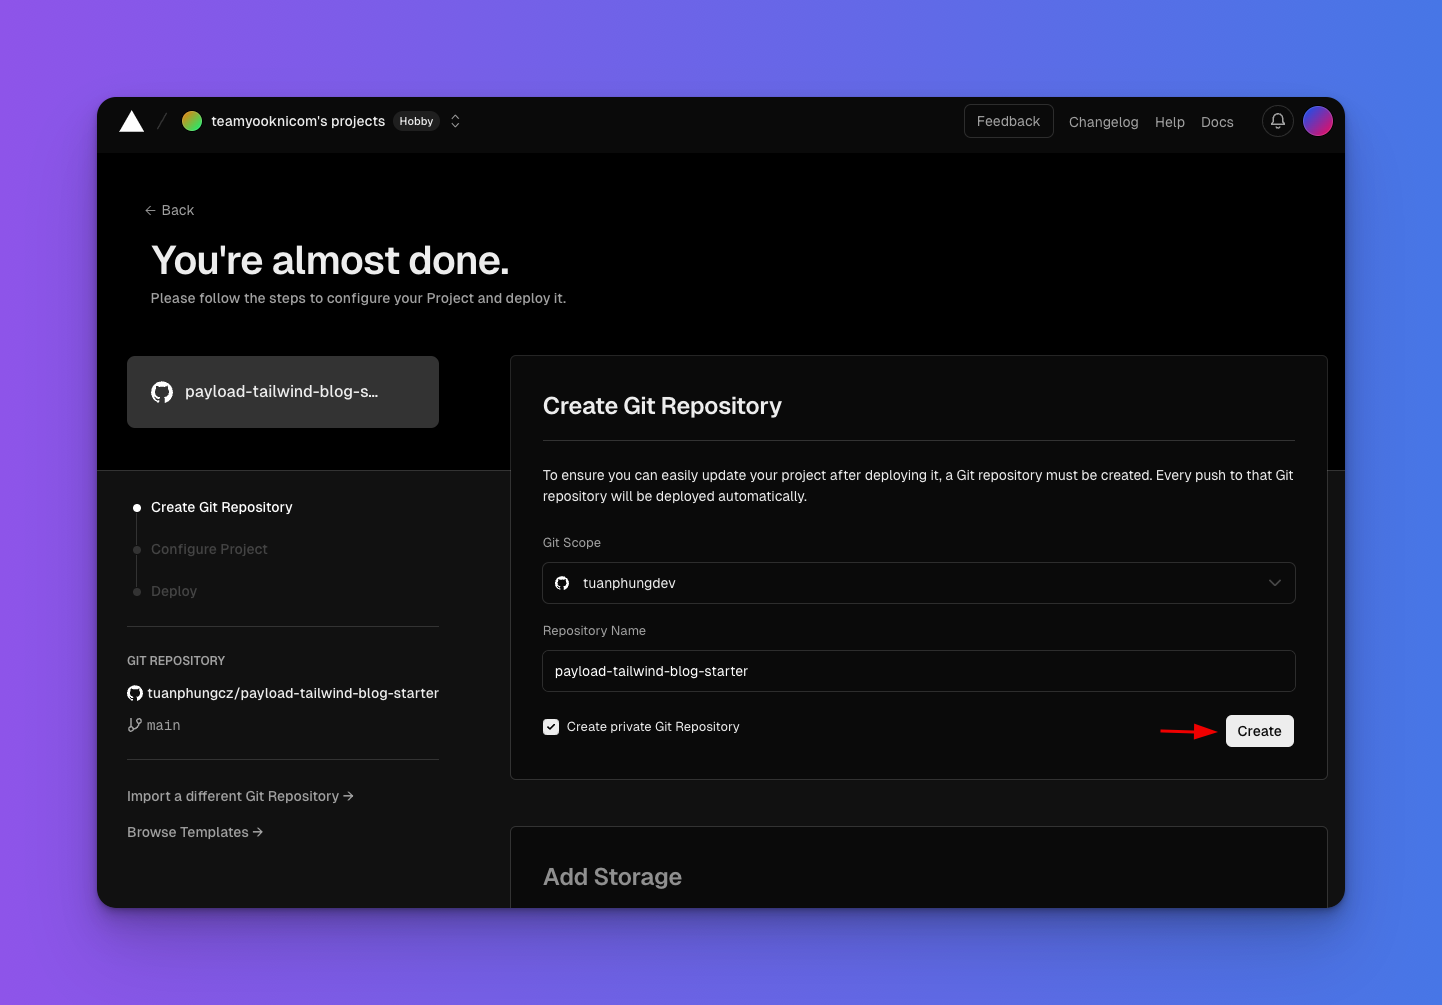 teamyooknicom's projects Hobby
Feedback Changelog Help Docs
← Back
You're almost done.
Please follow the steps to configure your Project and deploy it.
payload-tailwind-blog-s...
Create Git Repository
Configure Project
Deploy
GIT REPOSITORY
tuanphungcz/payload-tailwind-blog-starter
main
Import a different Git Repository →
Browse Templates →
Create Git Repository
To ensure you can easily update your project after deploying it, a Git repository must be created. Every push to that Git
repository will be deployed automatically.
Git Scope
tuanphungdev
Repository Name
payload-tailwind-blog-starter
Create private Git Repository
Create
Add Storage